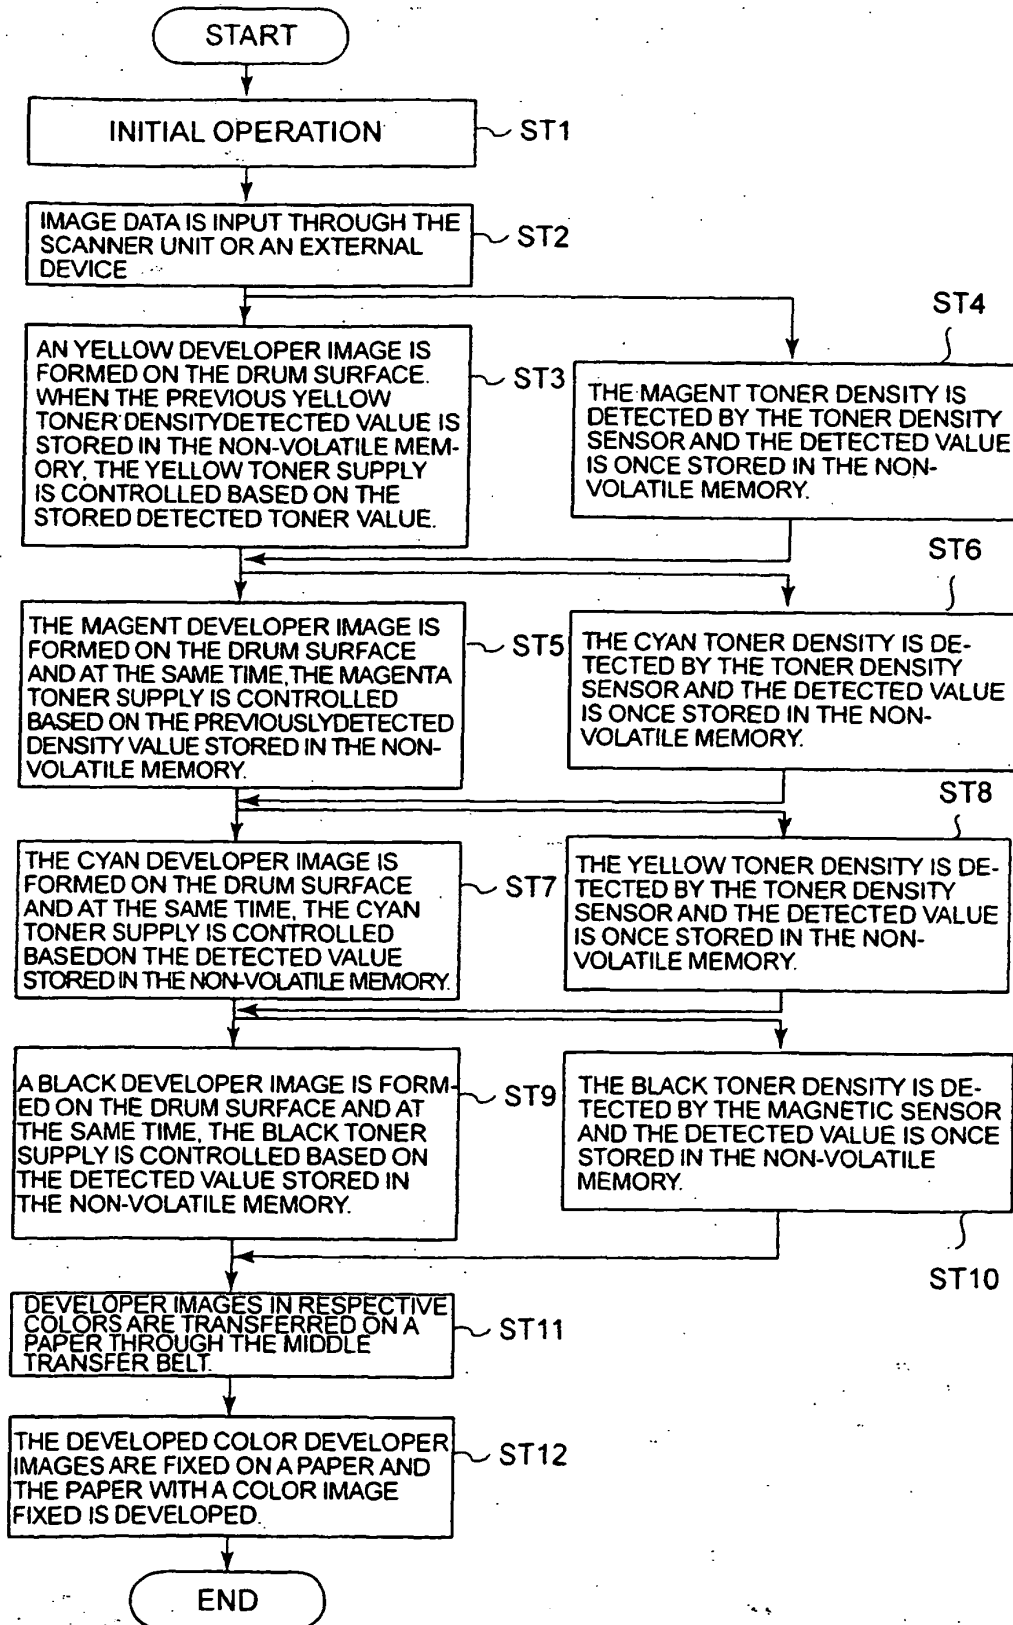 START
INITIAL OPERATION
ST1
IMAGE DATA IS INPUT THROUGH THE
SCANNER UNIT OR AN EXTERNAL
DEVICE
ST2
AN YELLOW DEVELOPER IMAGE IS
FORMED ON THE DRUM SURFACE.
WHEN THE PREVIOUS YELLOW
TONER DENSITY DETECTED VALUE IS
STORED IN THE NON-VOLATILE MEM-
ORY, THE YELLOW TONER SUPPLY
IS CONTROLLED BASED ON THE
STORED DETECTED TONER VALUE.
ST3
ST4
THE MAGENT TONER DENSITY IS
DETECTED BY THE TONER DENSITY
SENSOR AND THE DETECTED VALUE
IS ONCE STORED IN THE NON-
VOLATILE MEMORY.
THE MAGENT DEVELOPER IMAGE IS
FORMED ON THE DRUM SURFACE
AND AT THE SAME TIME, THE MAGENTA
TONER SUPPLY IS CONTROLLED
BASED ON THE PREVIOUSLY DETECTED
DENSITY VALUE STORED IN THE NON-
VOLATILE MEMORY.
ST5
ST6
THE CYAN TONER DENSITY IS DE-
TECTED BY THE TONER DENSITY
SENSOR AND THE DETECTED VALUE
IS ONCE STORED IN THE NON-
VOLATILE MEMORY.
THE CYAN DEVELOPER IMAGE IS
FORMED ON THE DRUM SURFACE
AND AT THE SAME TIME, THE CYAN
TONER SUPPLY IS CONTROLLED
BASED ON THE DETECTED VALUE
STORED IN THE NON-VOLATILE MEMORY.
ST7
ST8
THE YELLOW TONER DENSITY IS DE-
TECTED BY THE TONER DENSITY
SENSOR AND THE DETECTED VALUE
IS ONCE STORED IN THE NON-
VOLATILE MEMORY.
A BLACK DEVELOPER IMAGE IS FORM-
ED ON THE DRUM SURFACE AND AT
THE SAME TIME, THE BLACK TONER
SUPPLY IS CONTROLLED BASED ON
THE DETECTED VALUE STORED IN
THE NON-VOLATILE MEMORY.
ST9
THE BLACK TONER DENSITY IS DE-
TECTED BY THE MAGNETIC SENSOR
AND THE DETECTED VALUE IS ONCE
STORED IN THE NON-VOLATILE
MEMORY.
ST10
DEVELOPER IMAGES IN RESPECTIVE
COLORS ARE TRANSFERRED ON A
PAPER THROUGH THE MIDDLE
TRANSFER BELT.
ST11
THE DEVELOPED COLOR DEVELOPER
IMAGES ARE FIXED ON A PAPER AND
THE PAPER WITH A COLOR IMAGE
FIXED IS DEVELOPED.
ST12
END